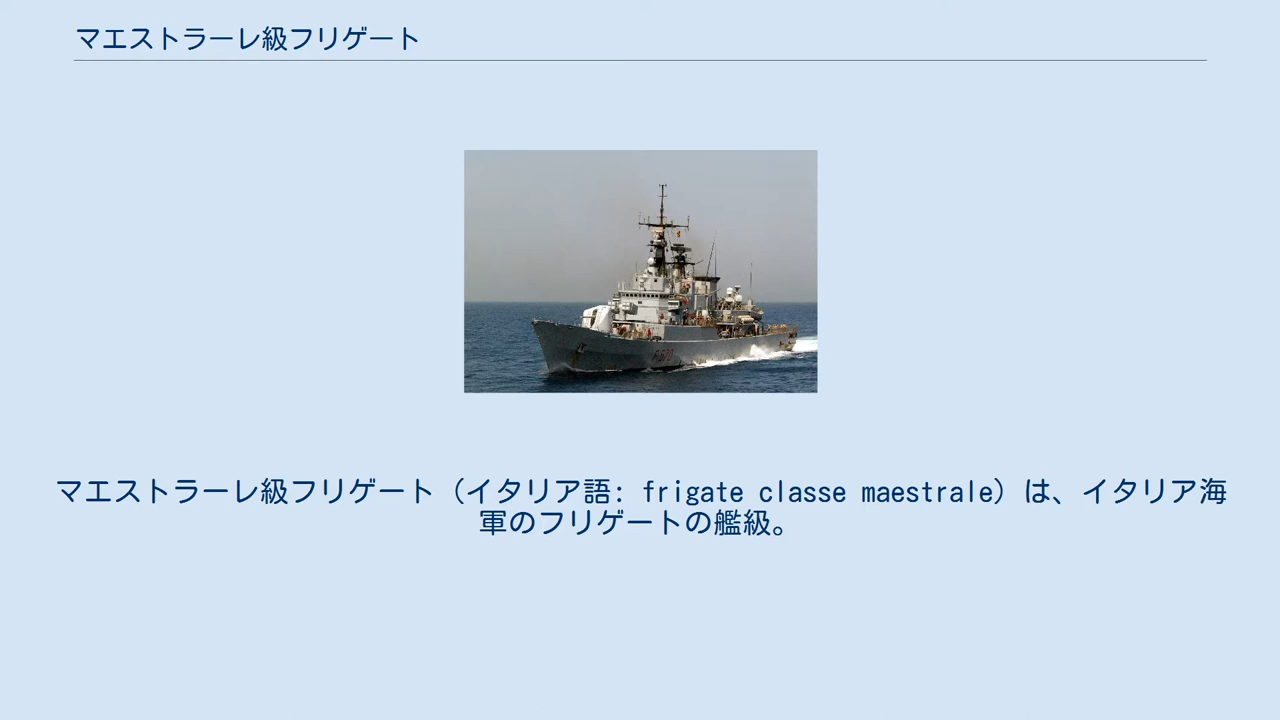 マエストラーレ級フリゲート
F570
マエストラーレ級フリゲート（イタリア語: frigate classe maestrale）は、イタリア海
軍のフリゲートの艦級。